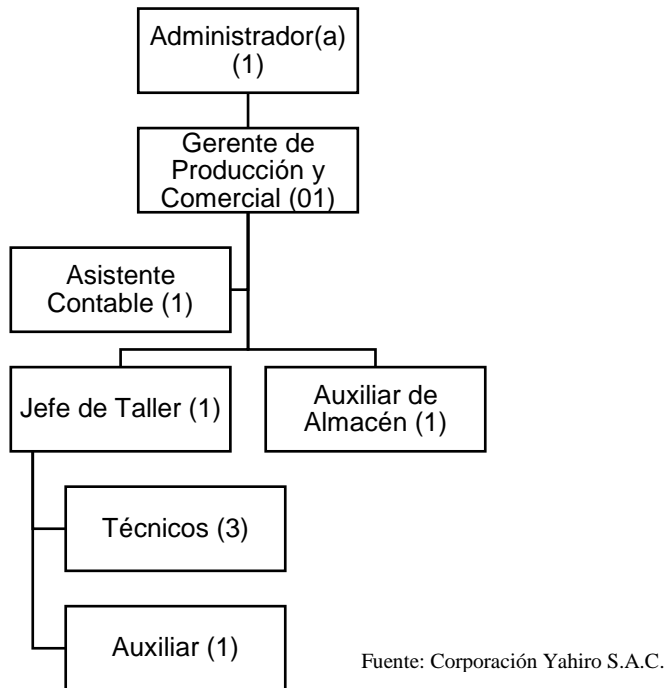 Administrador(a)
(1)
Gerente de
Producción y
Comercial (01)
Asistente
Contable (1)
Jefe de Taller (1)
Auxiliar de
Almacén (1)
Técnicos (3)
Auxiliar (1)
Fuente: Corporación Yahiro S.A.C.